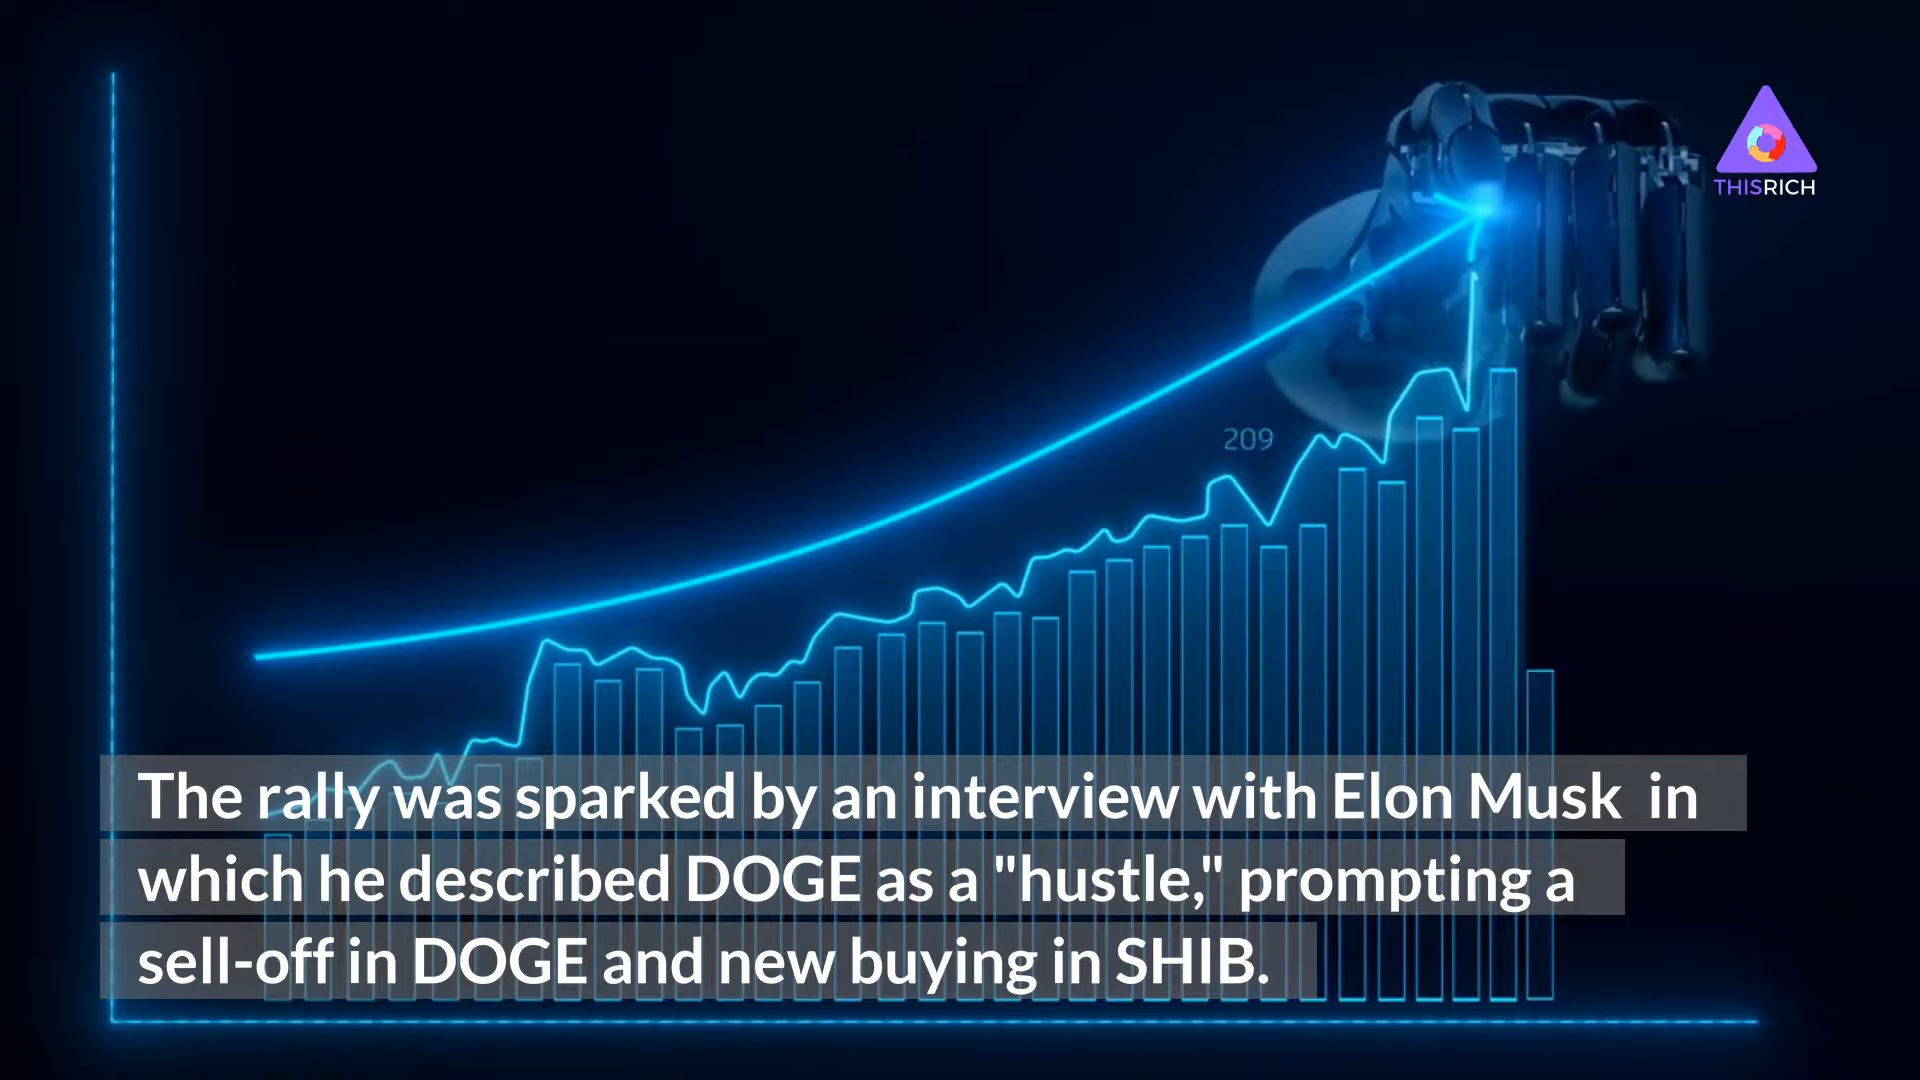 THISRICH
209
The rally was sparked by an interview with Elon Musk  in
which he described DOGE as a "hustle," prompting a
sell-off in DOGE and new buying in SHIB.